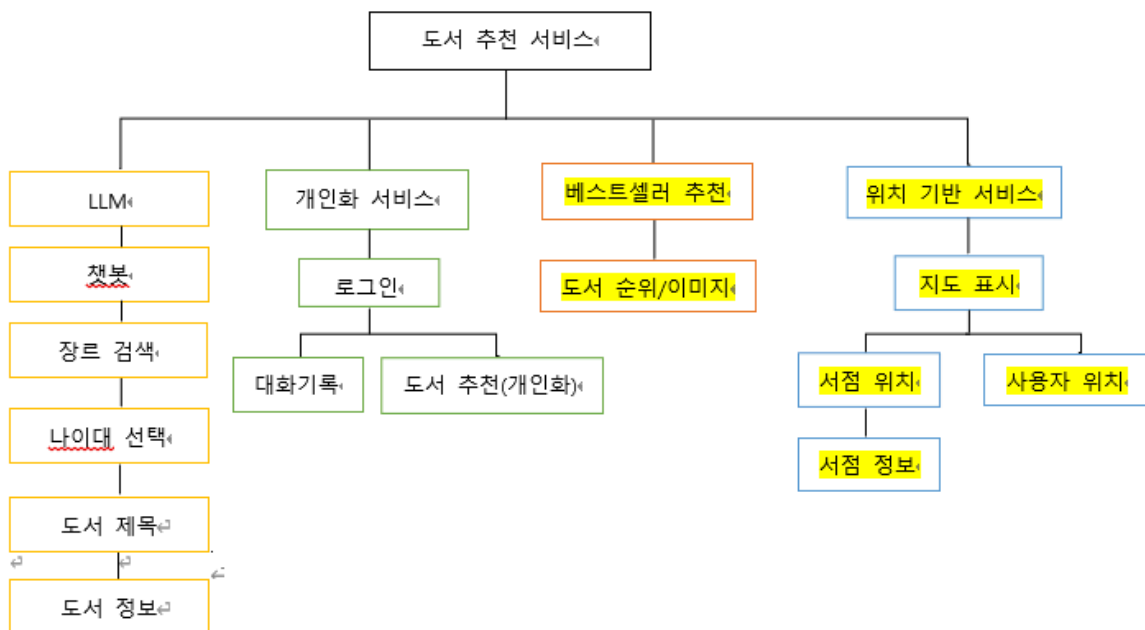 도서 추천 서비스
LLM
개인화 서비스
베스트셀러 추천
위치 기반 서비스
챗봇
로그인
도서 순위/이미지
지도 표시
장르 검색
대화기록
도서 추천(개인화)
서점 위치
사용자 위치
나이대 선택
서점 정보
도서 제목
도서 정보